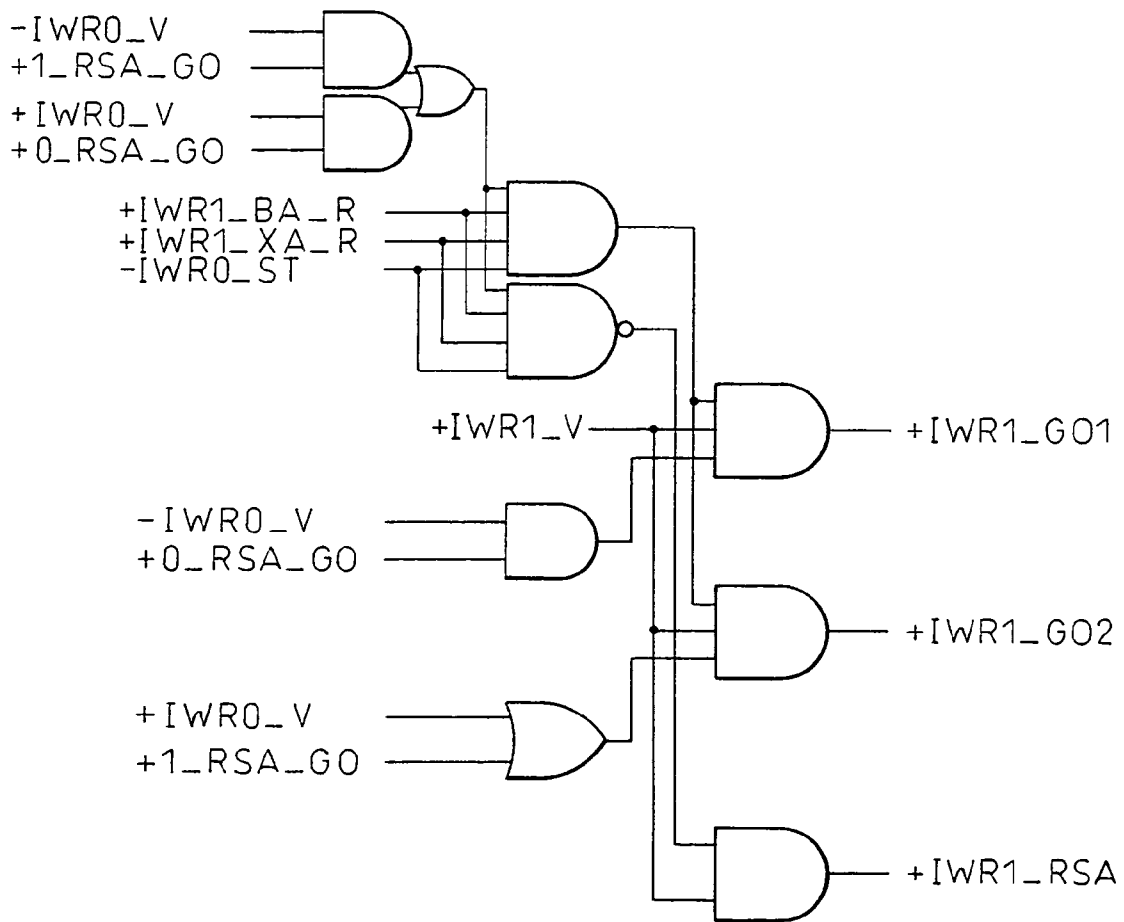 -IWR0_V
+1_RSA_GO
+IWR0_V
+0_RSA_GO
+IWR1_BA_R
+IWR1_XA_R
-IWR0_ST
+IWR1_V
+IWR1_GO1
-IWR0_V
+0_RSA_GO
+IWR1_GO2
+IWR0_V
+1_RSA_GO
+IWR1_RSA